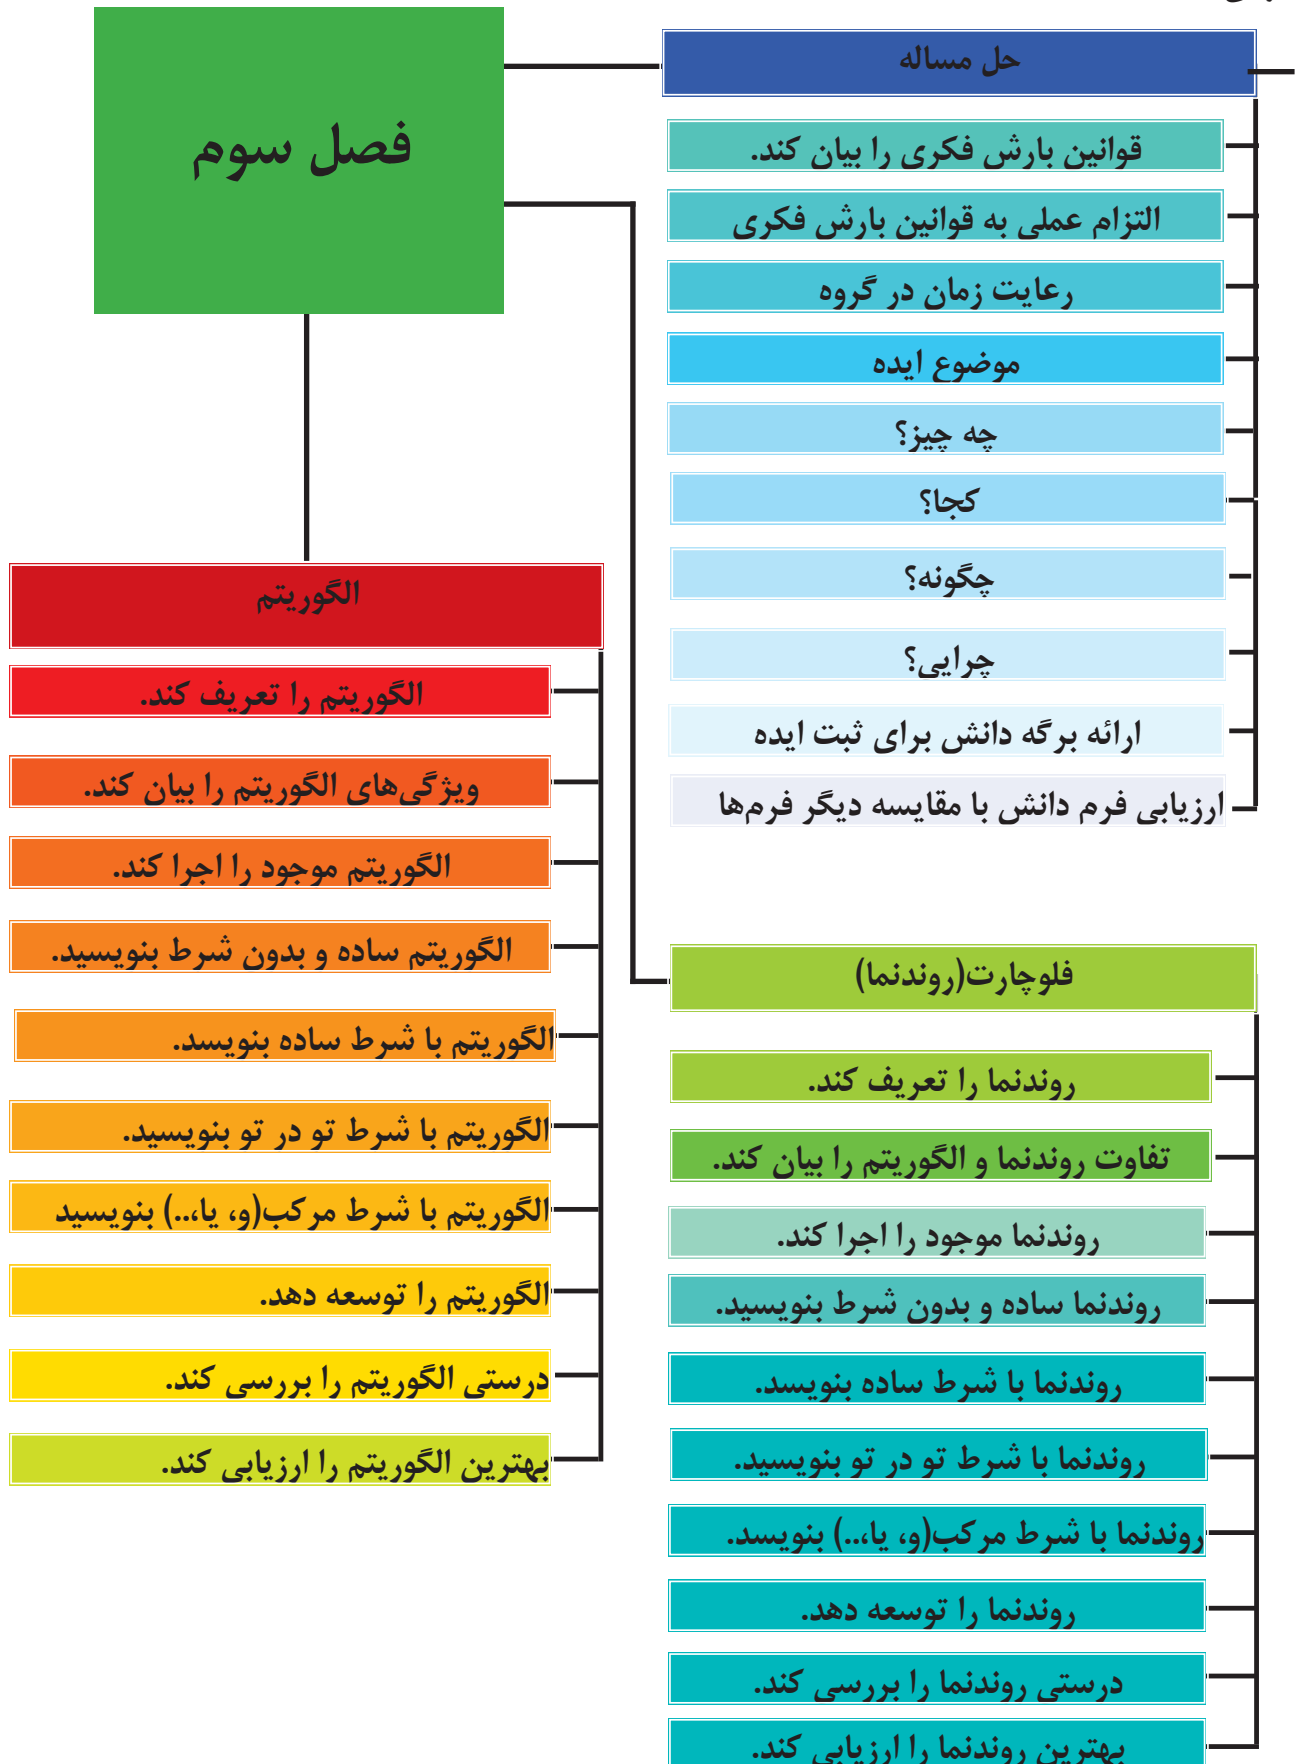 فصل سوم
حل مساله
قوانین بارش فکری را بیان کند.
التزام عملی به قوانین بارش فکری
رعایت زمان در گروه
موضوع ایده
چه چیز؟
کجا؟
چگونه؟
چرایی؟
ارائه برگه دانش برای ثبت ایده
ارزیابی فرم دانش با مقایسه دیگر فرم‌ها
فلوچارت(روندنما)
روندنما را تعریف کند.
تفاوت روندنما و الگوریتم را بیان کند.
روندنما موجود را اجرا کند.
روندنما ساده و بدون شرط بنویسید.
روندنما با شرط ساده بنویسد.
روندنما با شرط تو در تو بنویسید.
روندنما با شرط مرکب(و، یا،..) بنویسد.
روندنما را توسعه دهد.
درستی روندنما را بررسی کند.
بهترین روندنما را ارزیابی کند.
الگوریتم
الگوریتم را تعریف کند.
ویژگی‌های الگوریتم را بیان کند.
الگوریتم موجود را اجرا کند.
الگوریتم ساده و بدون شرط بنویسید.
الگوریتم با شرط ساده بنویسد.
الگوریتم با شرط تو در تو بنویسید.
الگوریتم با شرط مرکب(و، یا،..) بنویسید
الگوریتم را توسعه دهد.
درستی الگوریتم را بررسی کند.
بهترین الگوریتم را ارزیابی کند.